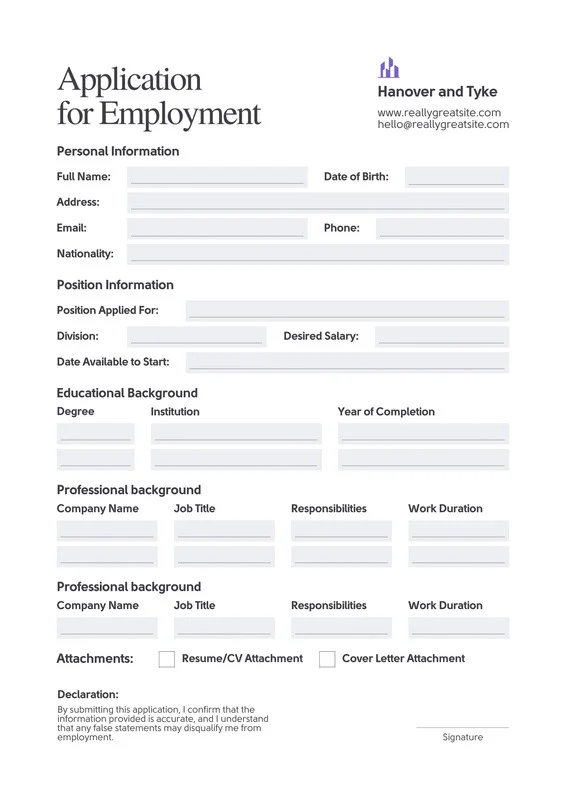 Application
for Employment
Hanover and Tyke
www.reallygreatsite.com
hello@reallygreatsite.com
Personal Information
Full Name: Date of Birth:
Address:
Email: Phone:
Nationality:
Position Information
Position Applied For:
Division: Desired Salary:
Date Available to Start:
Educational Background
Degree Institution Year of Completion
Professional background
Company Name Job Title Responsibilities Work Duration
Professional background
Company Name Job Title Responsibilities Work Duration
Attachments: Resume/CV Attachment Cover Letter Attachment
Declaration:
By submitting this application, I confirm that the
information provided is accurate, and I understand
that any false statements may disqualify me from
employment.
Signature